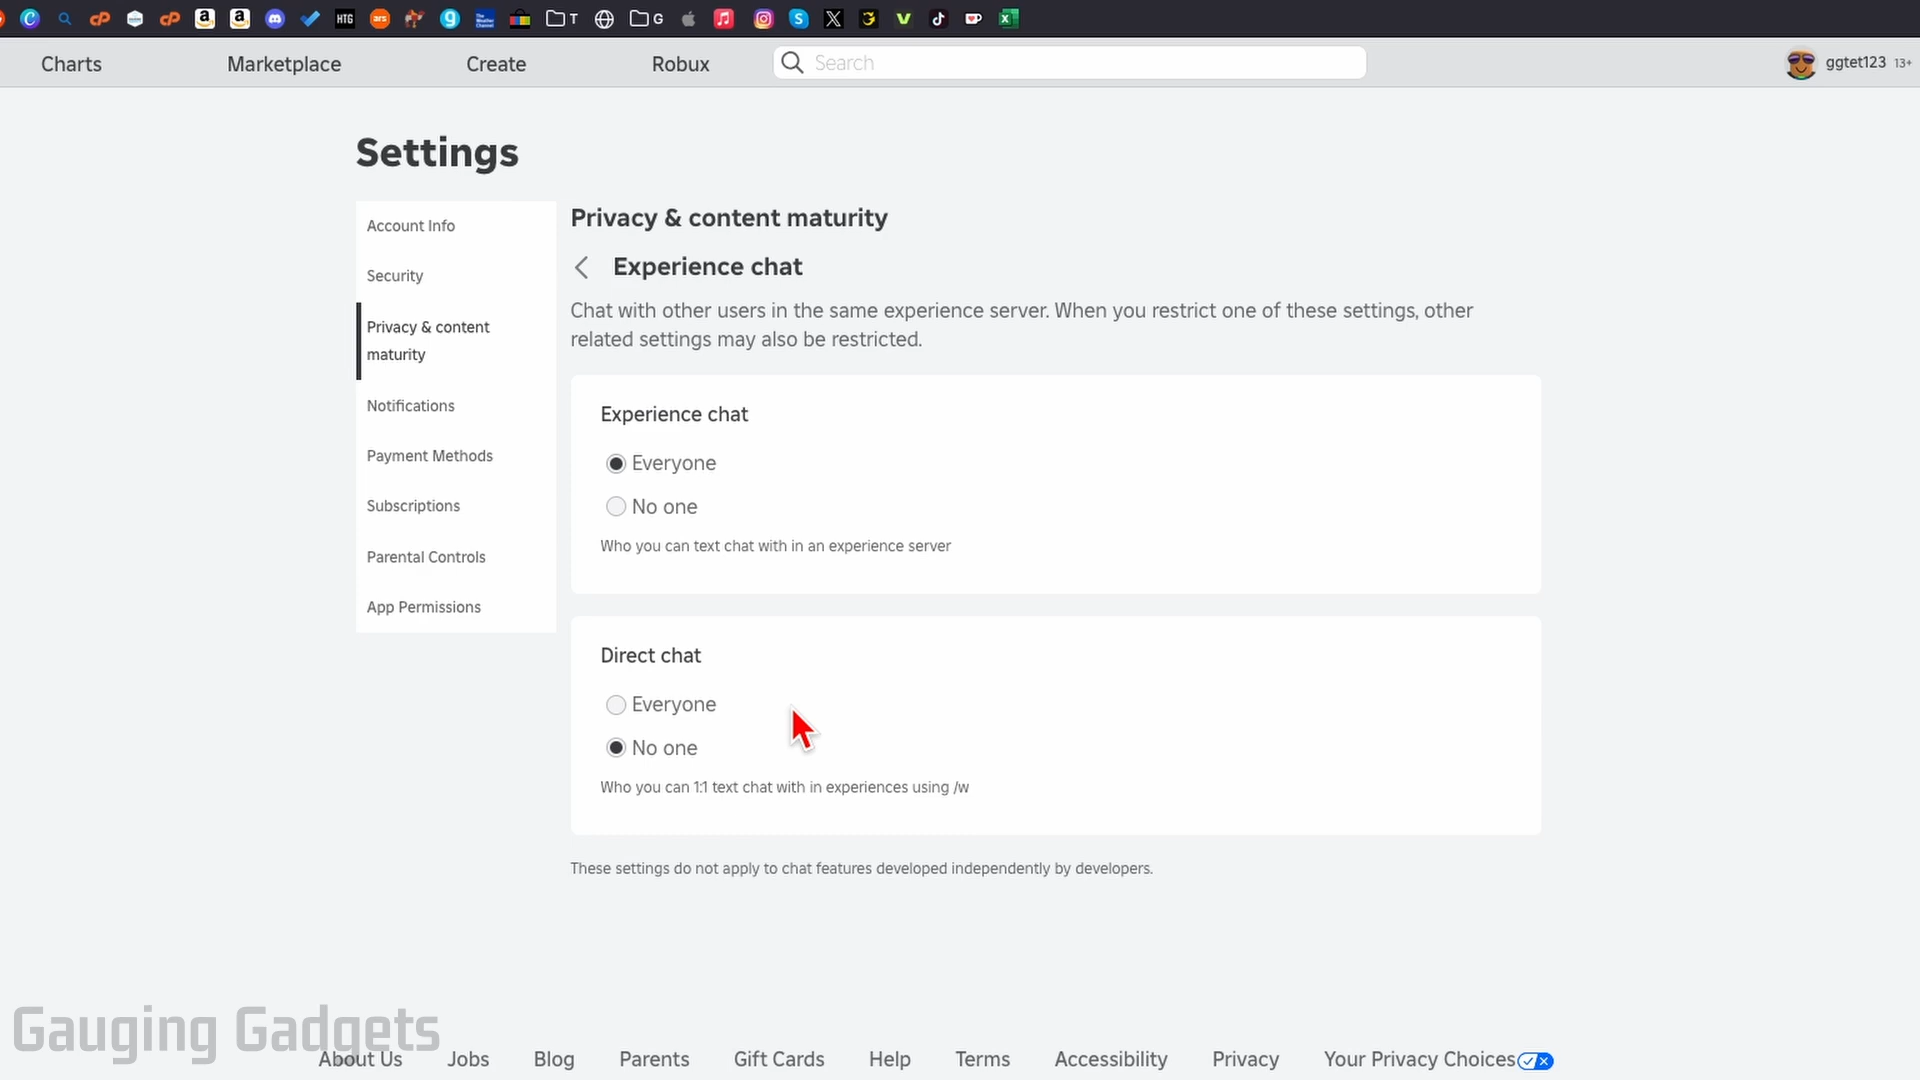 HTG
ars
The Weather Channel
T
G
Charts
Marketplace
Create
Robux
Search
ggtet123 13+
Settings
Account Info
Security
Privacy & content
maturity
Notifications
Payment Methods
Subscriptions
Parental Controls
App Permissions
Privacy & content maturity
Experience chat
Chat with other users in the same experience server. When you restrict one of these settings, other
related settings may also be restricted.
Experience chat
Everyone
No one
Who you can text chat with in an experience server
Direct chat
Everyone
No one
Who you can 1:1 text chat with in experiences using /w
These settings do not apply to chat features developed independently by developers.
Gauging Gadgets
About Us
Jobs
Blog
Parents
Gift Cards
Help
Terms
Accessibility
Privacy
Your Privacy Choices